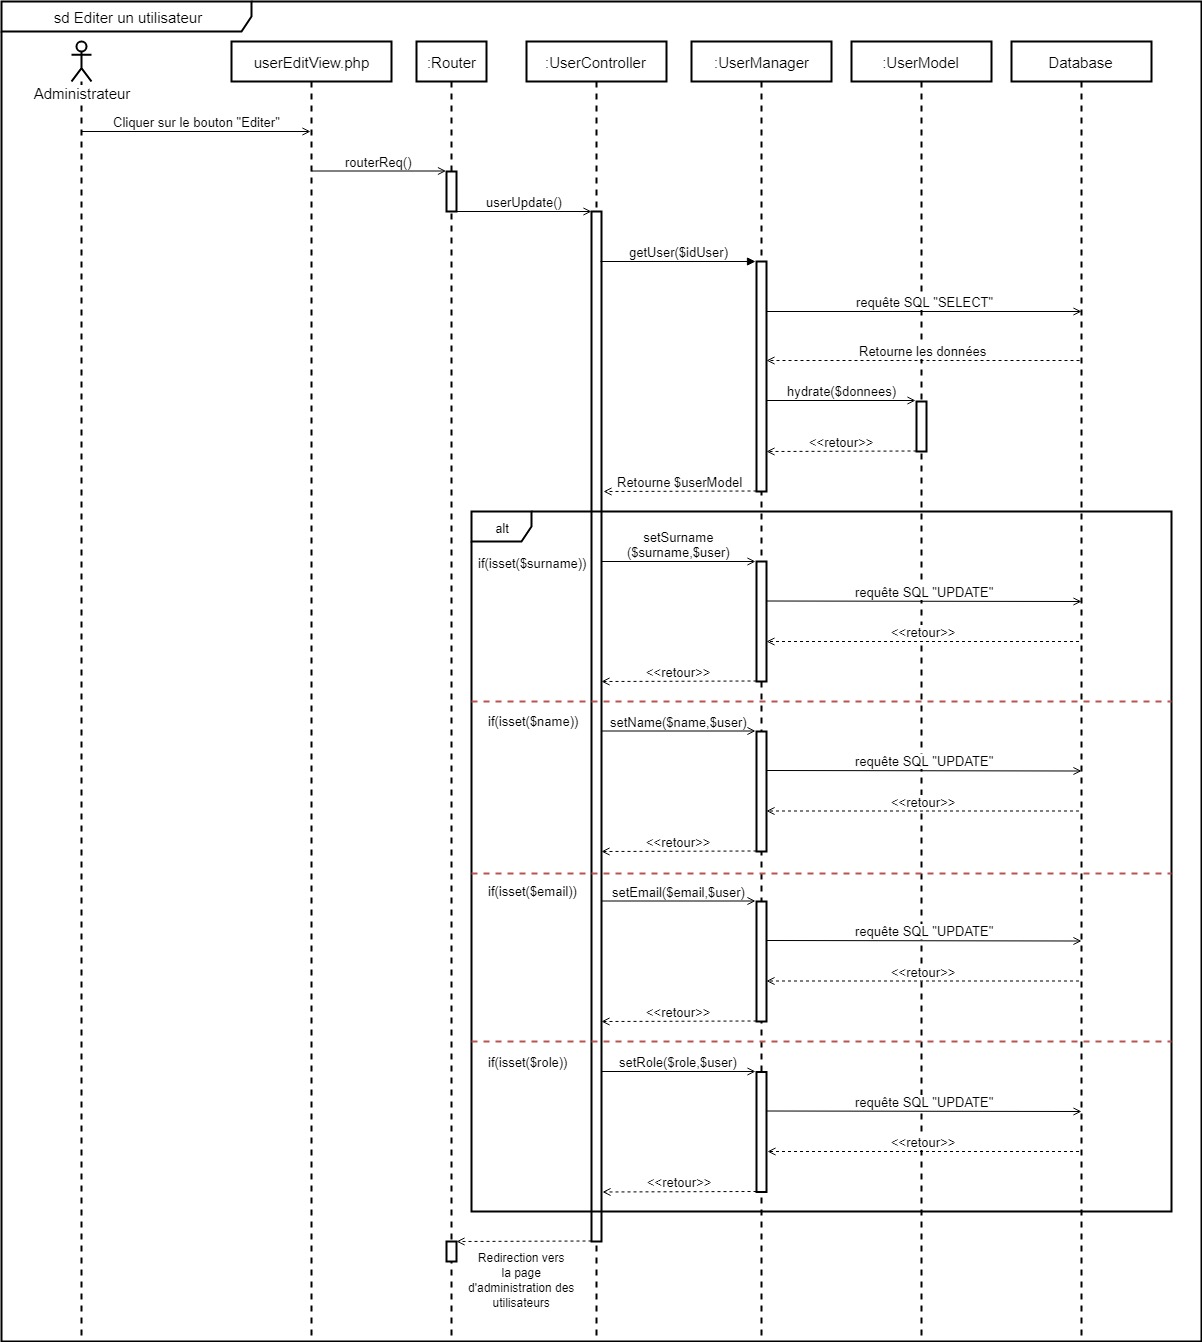 sd Editer un utilisateur
Administrateur
userEditView.php
:Router
:UserController
:UserManager
:UserModel
Database
Cliquer sur le bouton "Editer"
routerReq()
userUpdate()
getUser($idUser)
requête SQL "SELECT"
Retourne les données
hydrate($donnees)
<<retour>>
Retourne $userModel
alt
if(isset($surname))
setSurname
($surname,$user)
requête SQL "UPDATE"
<<retour>>
<<retour>>
if(isset($name))
setName($name,$user)
requête SQL "UPDATE"
<<retour>>
<<retour>>
if(isset($email))
setEmail($email,$user)
requête SQL "UPDATE"
<<retour>>
<<retour>>
if(isset($role))
setRole($role,$user)
requête SQL "UPDATE"
<<retour>>
<<retour>>
Redirection vers
la page
d'administration des
utilisateurs